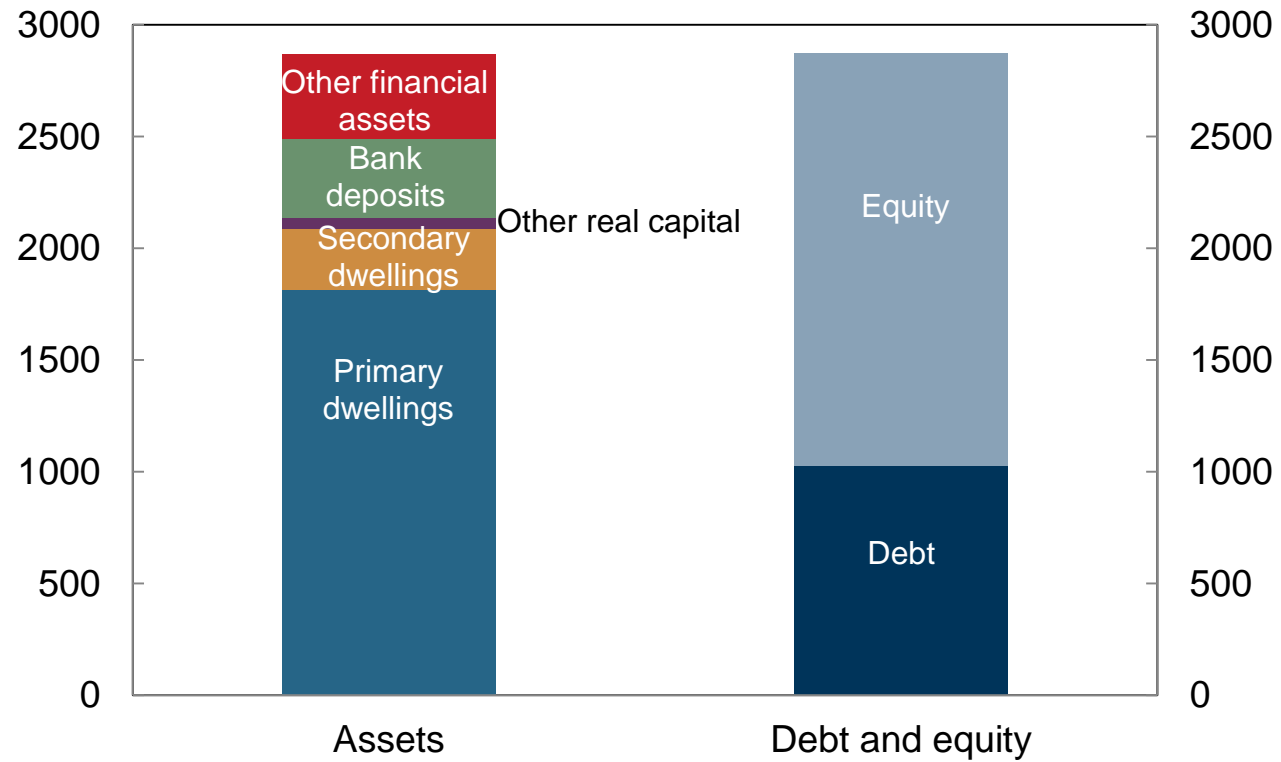 3000
2500
2000
1500
1000
500
0
Other financial
assets
Bank
deposits
Other real capital
Secondary
dwellings
Primary
dwellings
Equity
Debt
3000
2500
2000
1500
1000
500
0
Assets
Debt and equity